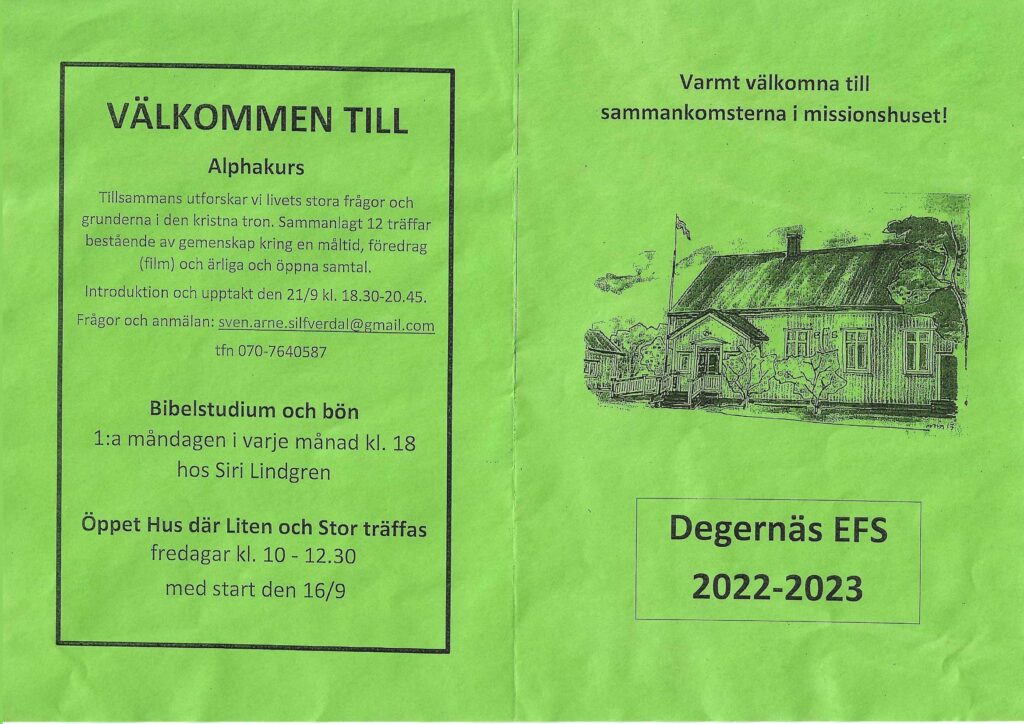 VÄLKOMMEN TILL
Alphakurs
Tillsammans utforskar vi livets stora frågor och
grunderna i den kristna tron. Sammanlagt 12 träffar
bestående av gemenskap kring en måltid, föredrag
(film) och ärliga och öppna samtal.
Introduktion och upptakt den 21/9 kl. 18.30-20.45.
Frågor och anmälan: sven.arne.silfverdal@gmail.com
tfn 070-7640587
Bibelstudium och bön
1:a måndagen i varje månad kl. 18
hos Siri Lindgren
Öppet Hus där Liten och Stor träffas
fredagar kl. 10 - 12.30
med start den 16/9
Varmt välkomna till
sammankomsterna i missionshuset!
EFS
Degernäs EFS
2022-2023